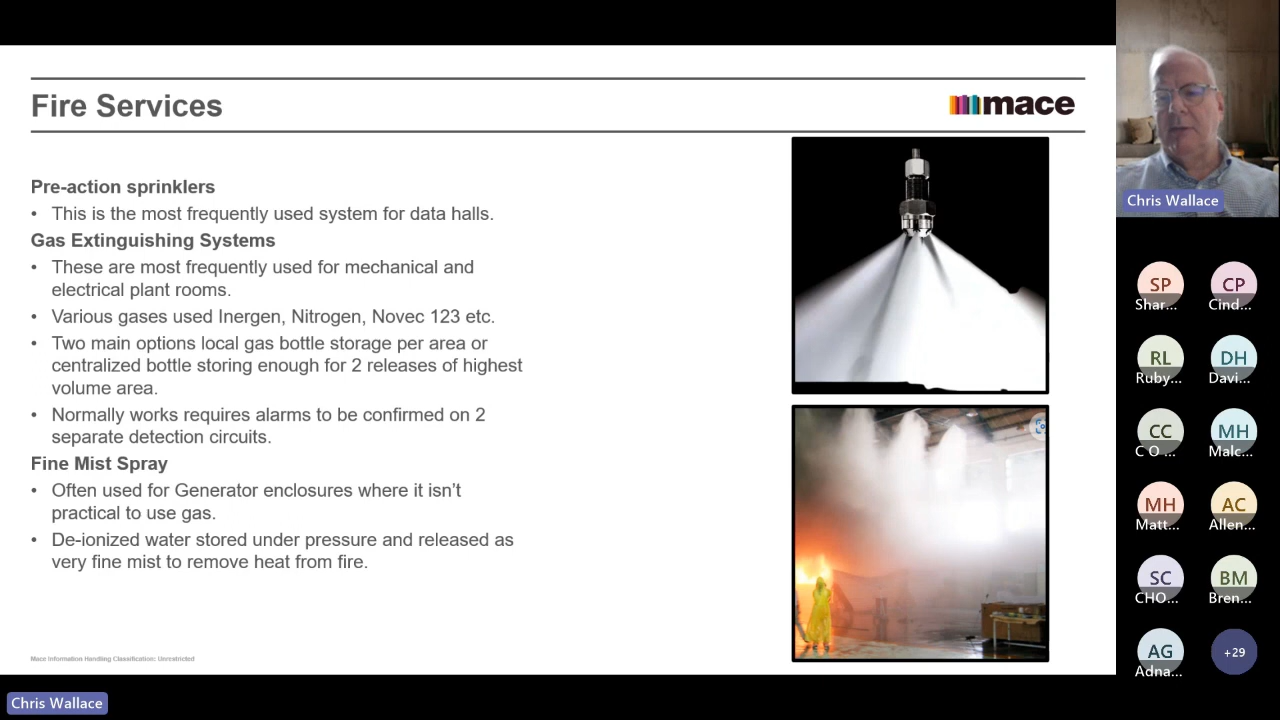 Fire Services
mace
Pre-action sprinklers
• This is the most frequently used system for data halls.
Gas Extinguishing Systems
• These are most frequently used for mechanical and
electrical plant rooms.
• Various gases used Inergen, Nitrogen, Novec 123 etc.
• Two main options local gas bottle storage per area or
centralized bottle storing enough for 2 releases of highest
volume area.
• Normally works requires alarms to be confirmed on 2
separate detection circuits.
Fine Mist Spray
• Often used for Generator enclosures where it isn’t
practical to use gas.
• De-ionized water stored under pressure and released as
very fine mist to remove heat from fire.
Mace Information Handling Classification: Unrestricted
Chris Wallace
Chris Wallace
SP
CP
Shar...
Cind...
RL
DH
Ruby...
Davi...
CC
MH
C O ...
Malc...
MH
AC
Matt...
Allen...
SC
BM
CHO...
Bren...
AG
+29
Adna...